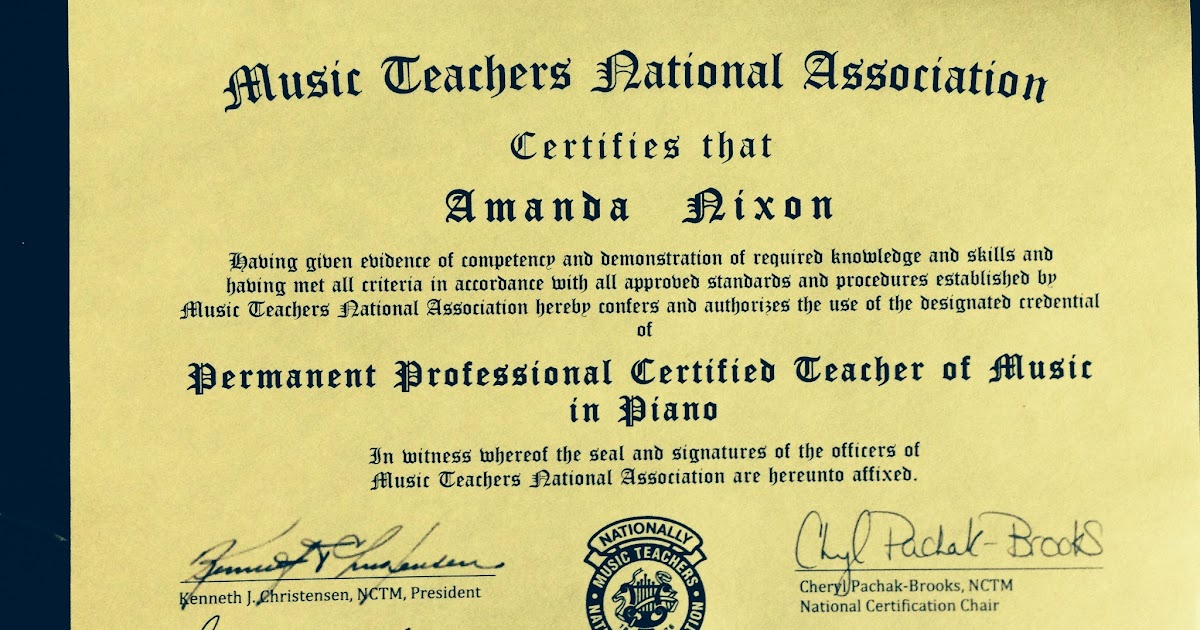 Music Teachers National Association
Certifies that
Amanda Nixon
Having given evidence of competency and demonstration of required knowledge and skills and
having met all criteria in accordance with all approved standards and procedures established by
Music Teachers National Association hereby confers and authorizes the use of the designated credential
of
Permanent Professional Certified Teacher of Music
in Piano
In witness whereof the seal and signatures of the officers of
Music Teachers National Association are hereunto affixed.
Cheryl Pachak-Brooks
Kenneth J. Christensen, NCTM, President
NATIONALLY
MUSIC TEACHERS
Cheryl Pachak-Brooks, NCTM
National Certification Chair